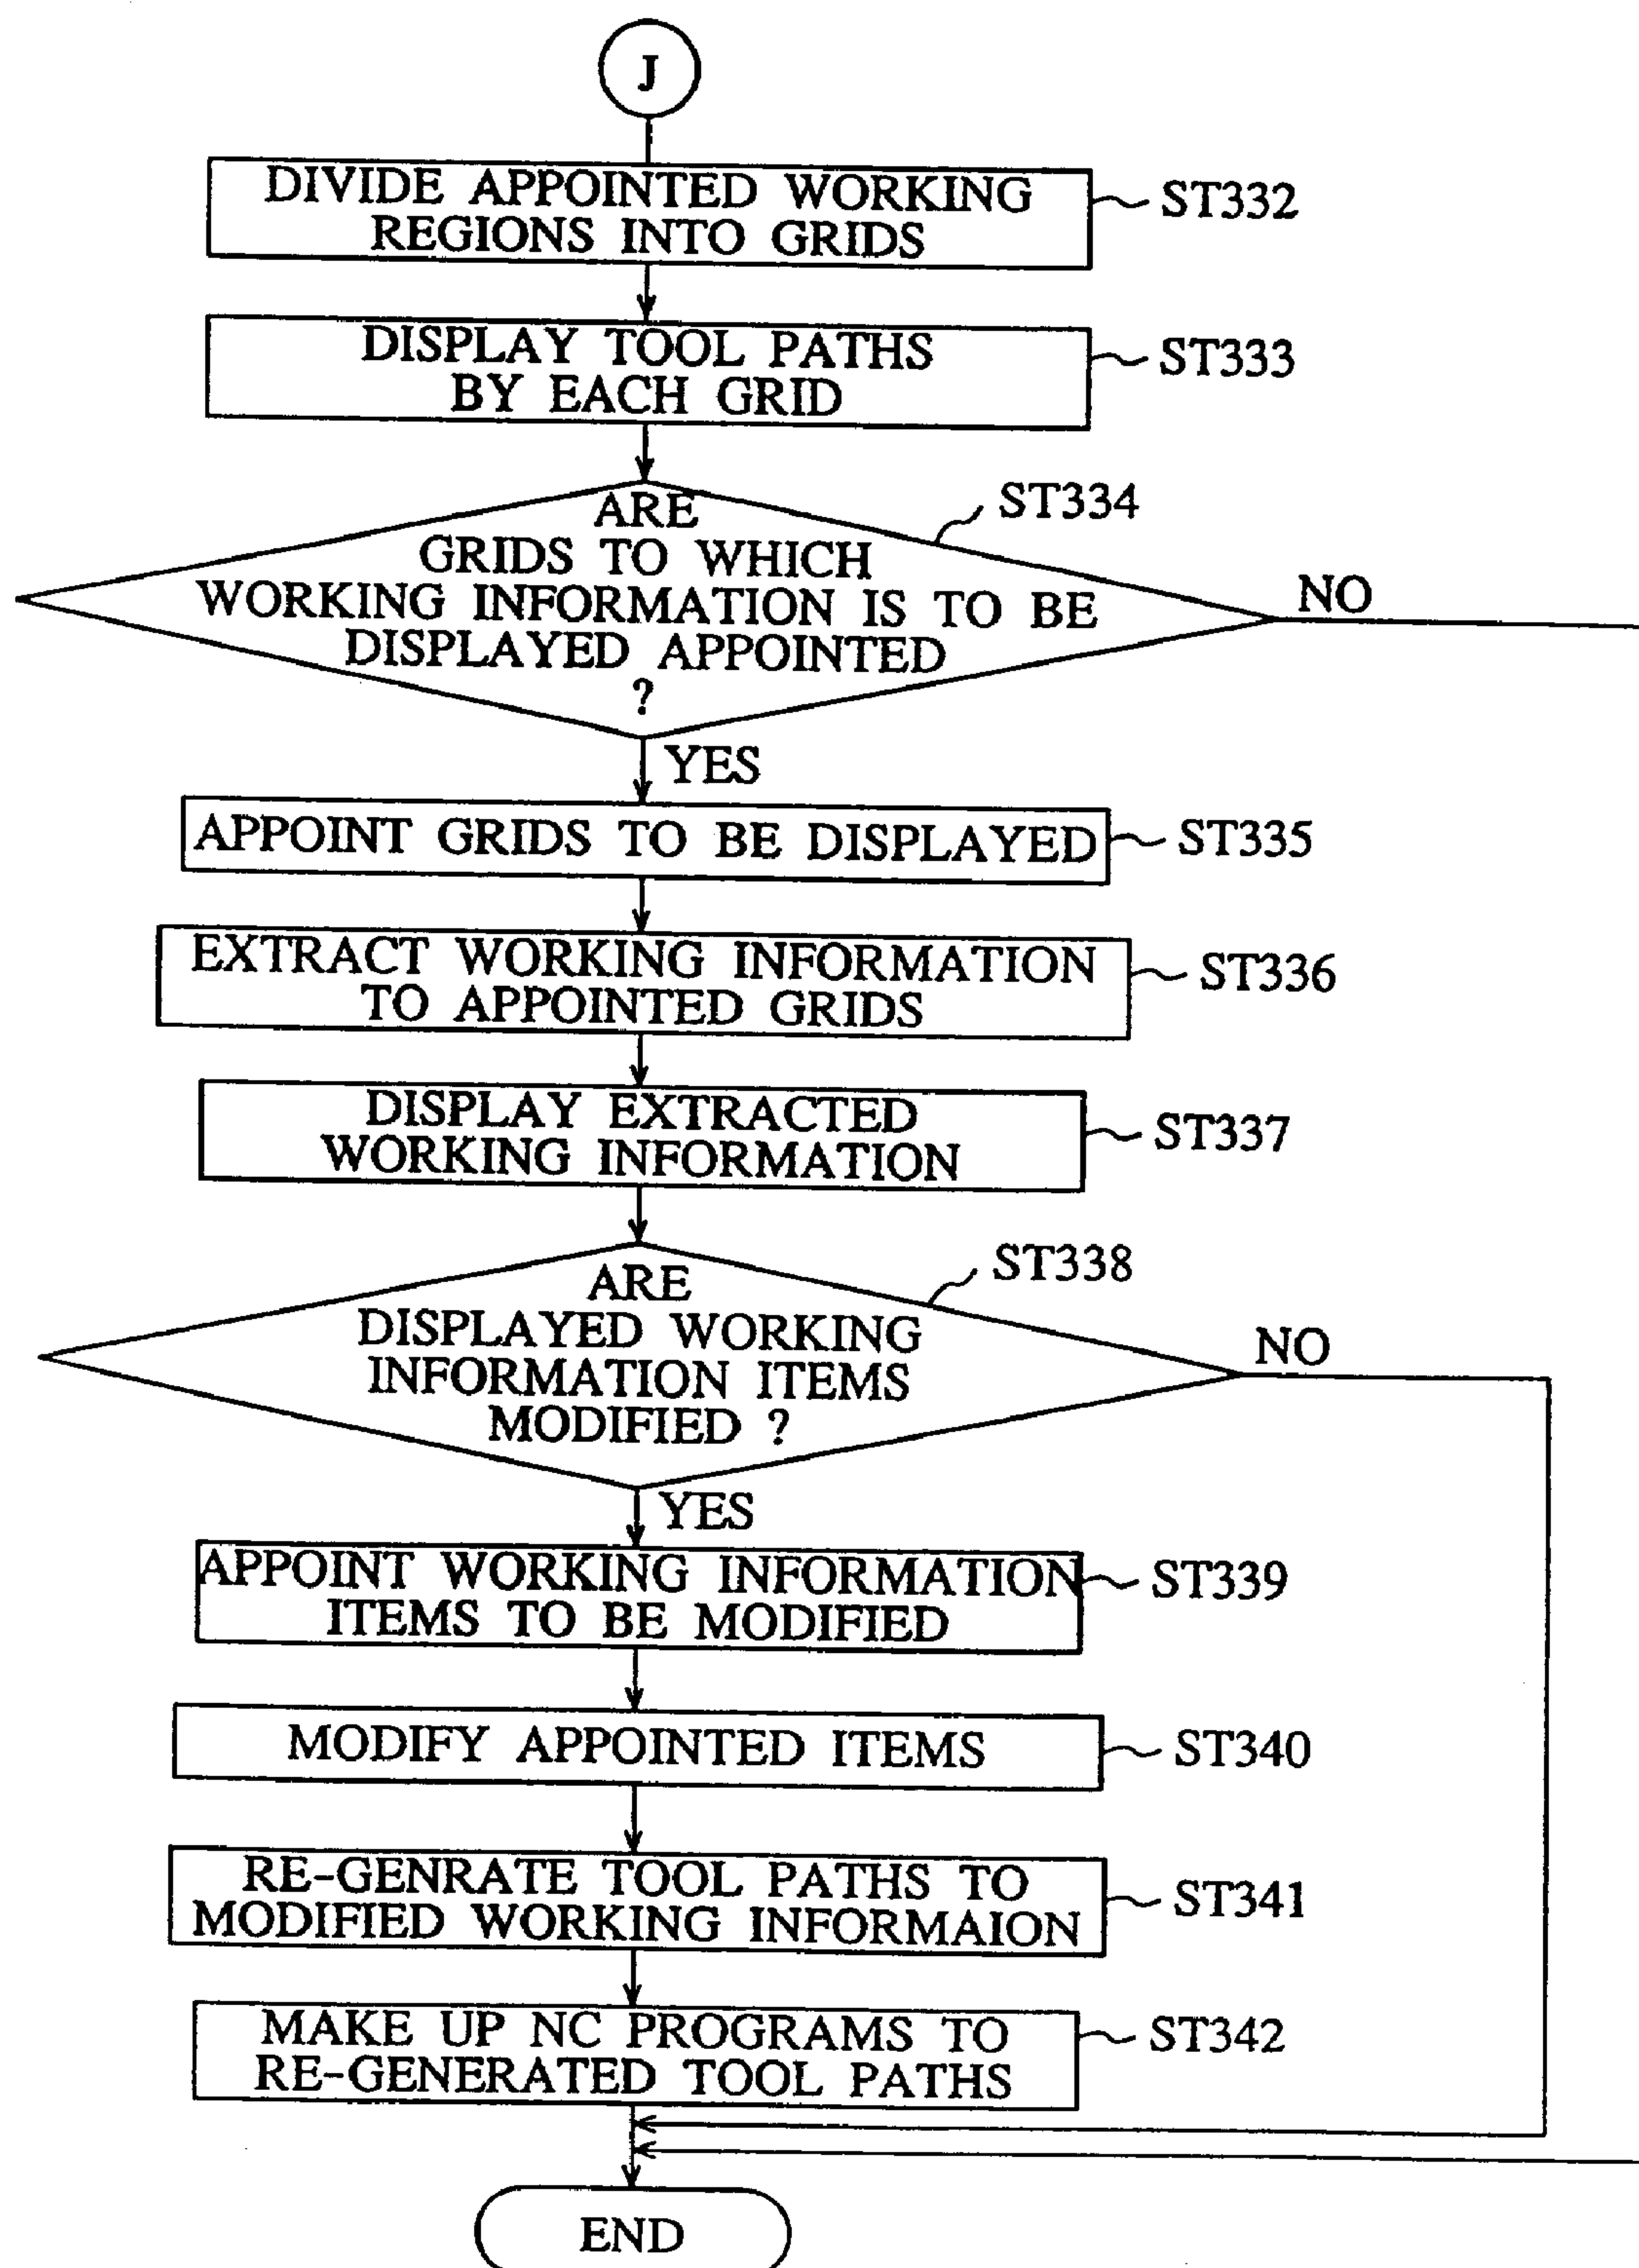 J
DIVIDE APPOINTED WORKING
REGIONS INTO GRIDS
ST332
DISPLAY TOOL PATHS
BY EACH GRID
ST333
ARE
GRIDS TO WHICH
WORKING INFORMATION IS TO BE
DISPLAYED APPOINTED
?
ST334
NO
YES
APPOINT GRIDS TO BE DISPLAYED
ST335
EXTRACT WORKING INFORMATION
TO APPOINTED GRIDS
ST336
DISPLAY EXTRACTED
WORKING INFORMATION
ST337
ARE
DISPLAYED WORKING
INFORMATION ITEMS
MODIFIED ?
ST338
NO
YES
APPOINT WORKING INFORMATION
ITEMS TO BE MODIFIED
ST339
MODIFY APPOINTED ITEMS
ST340
RE-GENRATE TOOL PATHS TO
MODIFIED WORKING INFORMAION
ST341
MAKE UP NC PROGRAMS TO
RE-GENERATED TOOL PATHS
ST342
END